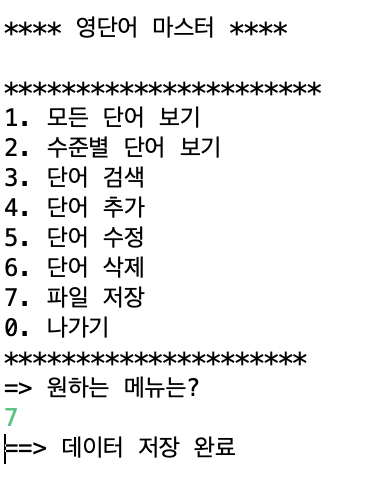 **** 영단어 마스터 ****
**********************
1. 모든 단어 보기
2. 수준별 단어 보기
3. 단어 검색
4. 단어 추가
5. 단어 수정
6. 단어 삭제
7. 파일 저장
0. 나가기
*********************
=> 원하는 메뉴는?
7
==> 데이터 저장 완료